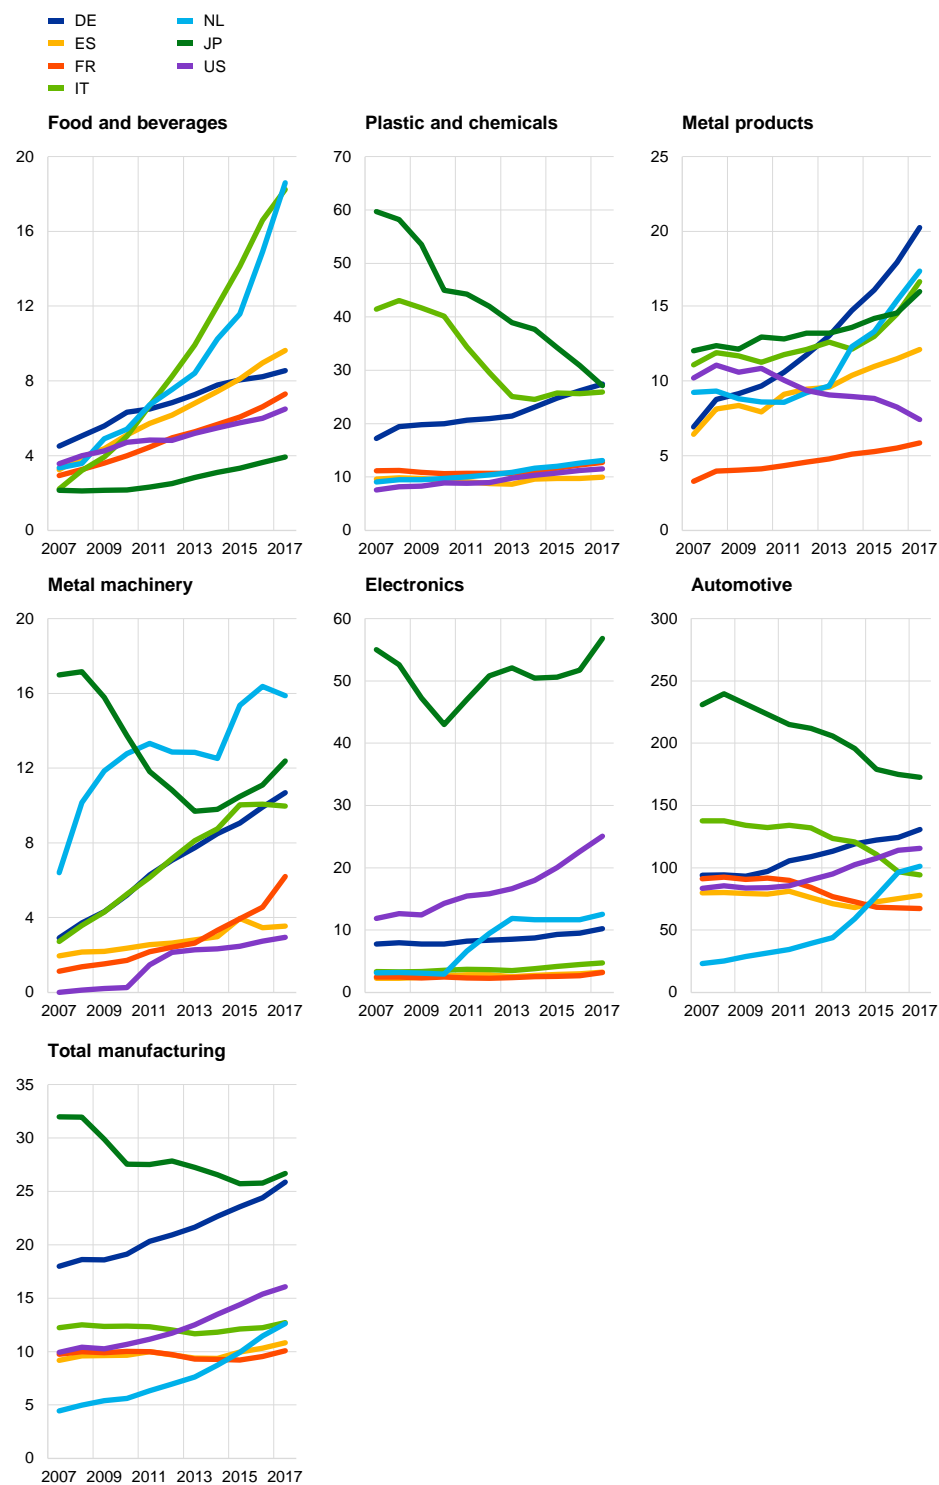 DE
NL
ES
JP
FR
US
IT
Food and beverages
Plastic and chemicals
Metal products
20
16
12
8
4
0
2007 2009 2011 2013 2015 2017
70
60
50
40
30
20
10
0
2007 2009 2011 2013 2015 2017
25
20
15
10
5
0
2007 2009 2011 2013 2015 2017
Metal machinery
Electronics
Automotive
20
16
12
8
4
0
2007 2009 2011 2013 2015 2017
60
50
40
30
20
10
0
2007 2009 2011 2013 2015 2017
300
250
200
150
100
50
0
2007 2009 2011 2013 2015 2017
Total manufacturing
35
30
25
20
15
10
5
0
2007 2009 2011 2013 2015 2017